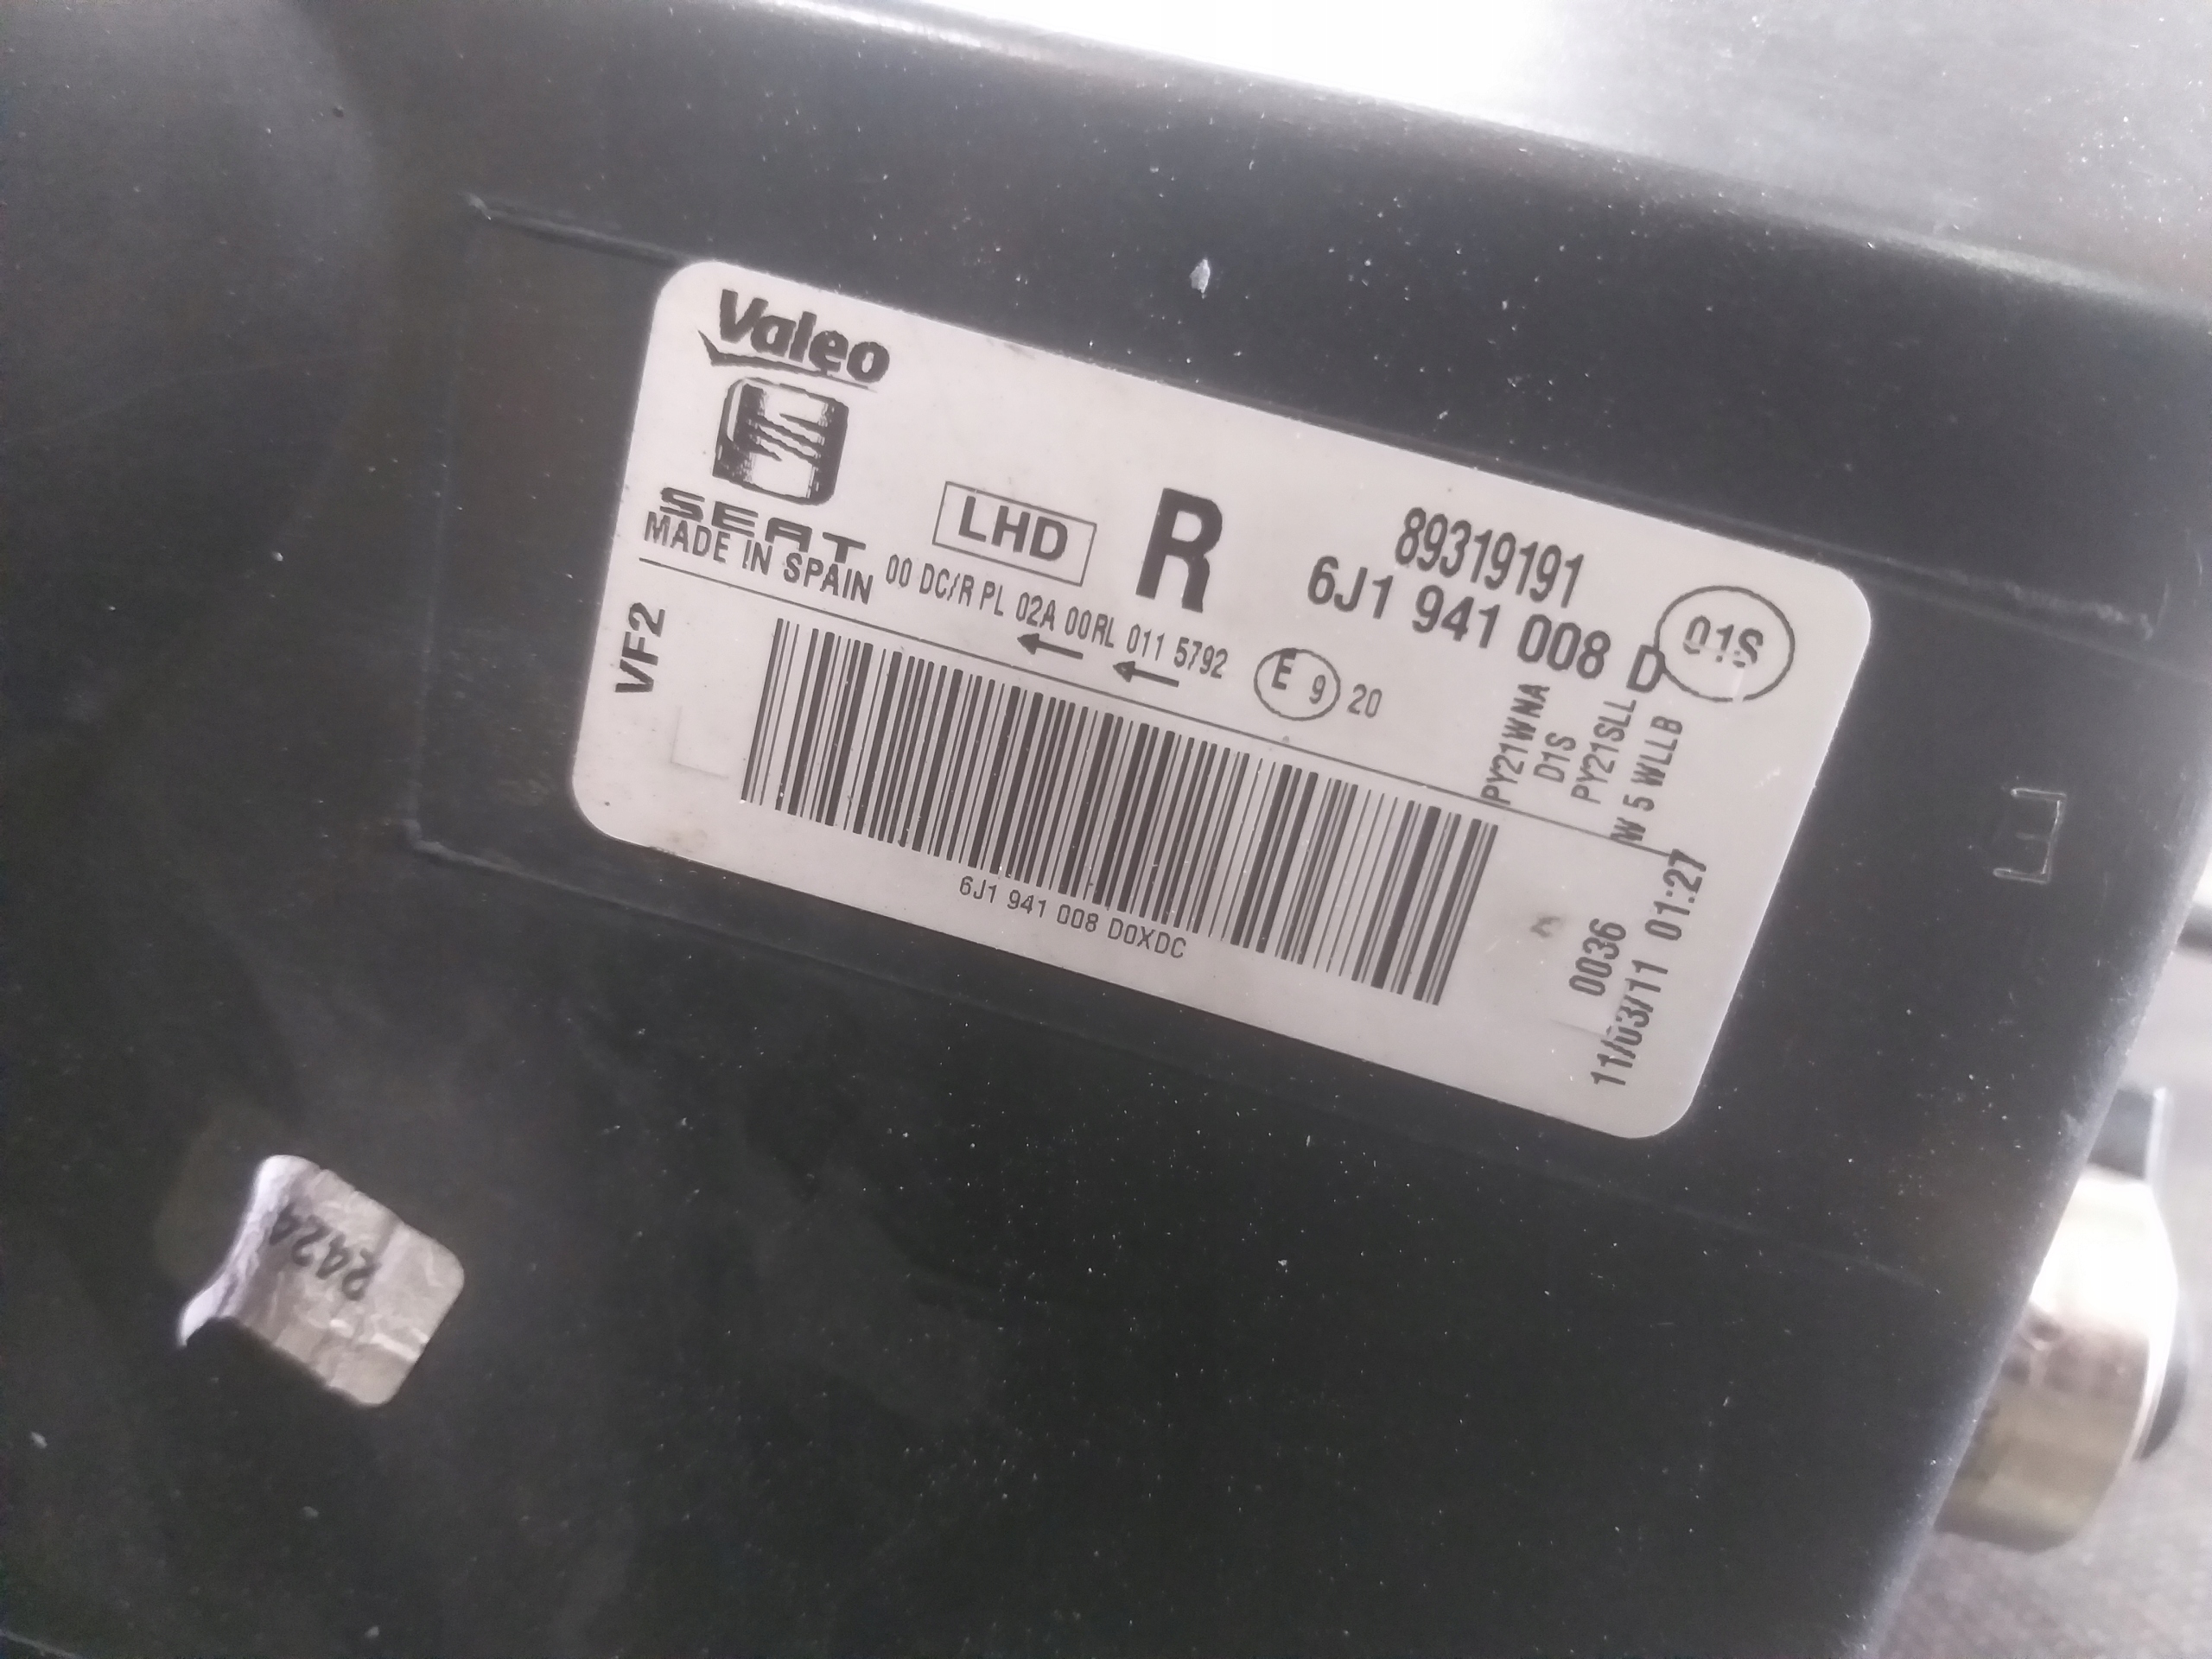 Valeo
SEAT
MADE IN SPAIN
LHD
R
89319191
6J1 941 008 D
01S
00 DC/R PL 02A 00RL 011 5792
E 9 20
PY21WNA
D1S
PY21SLL
W 5 WLLB
VF2
6J1 941 008 D0XDC
0036
11/03/11 01:27